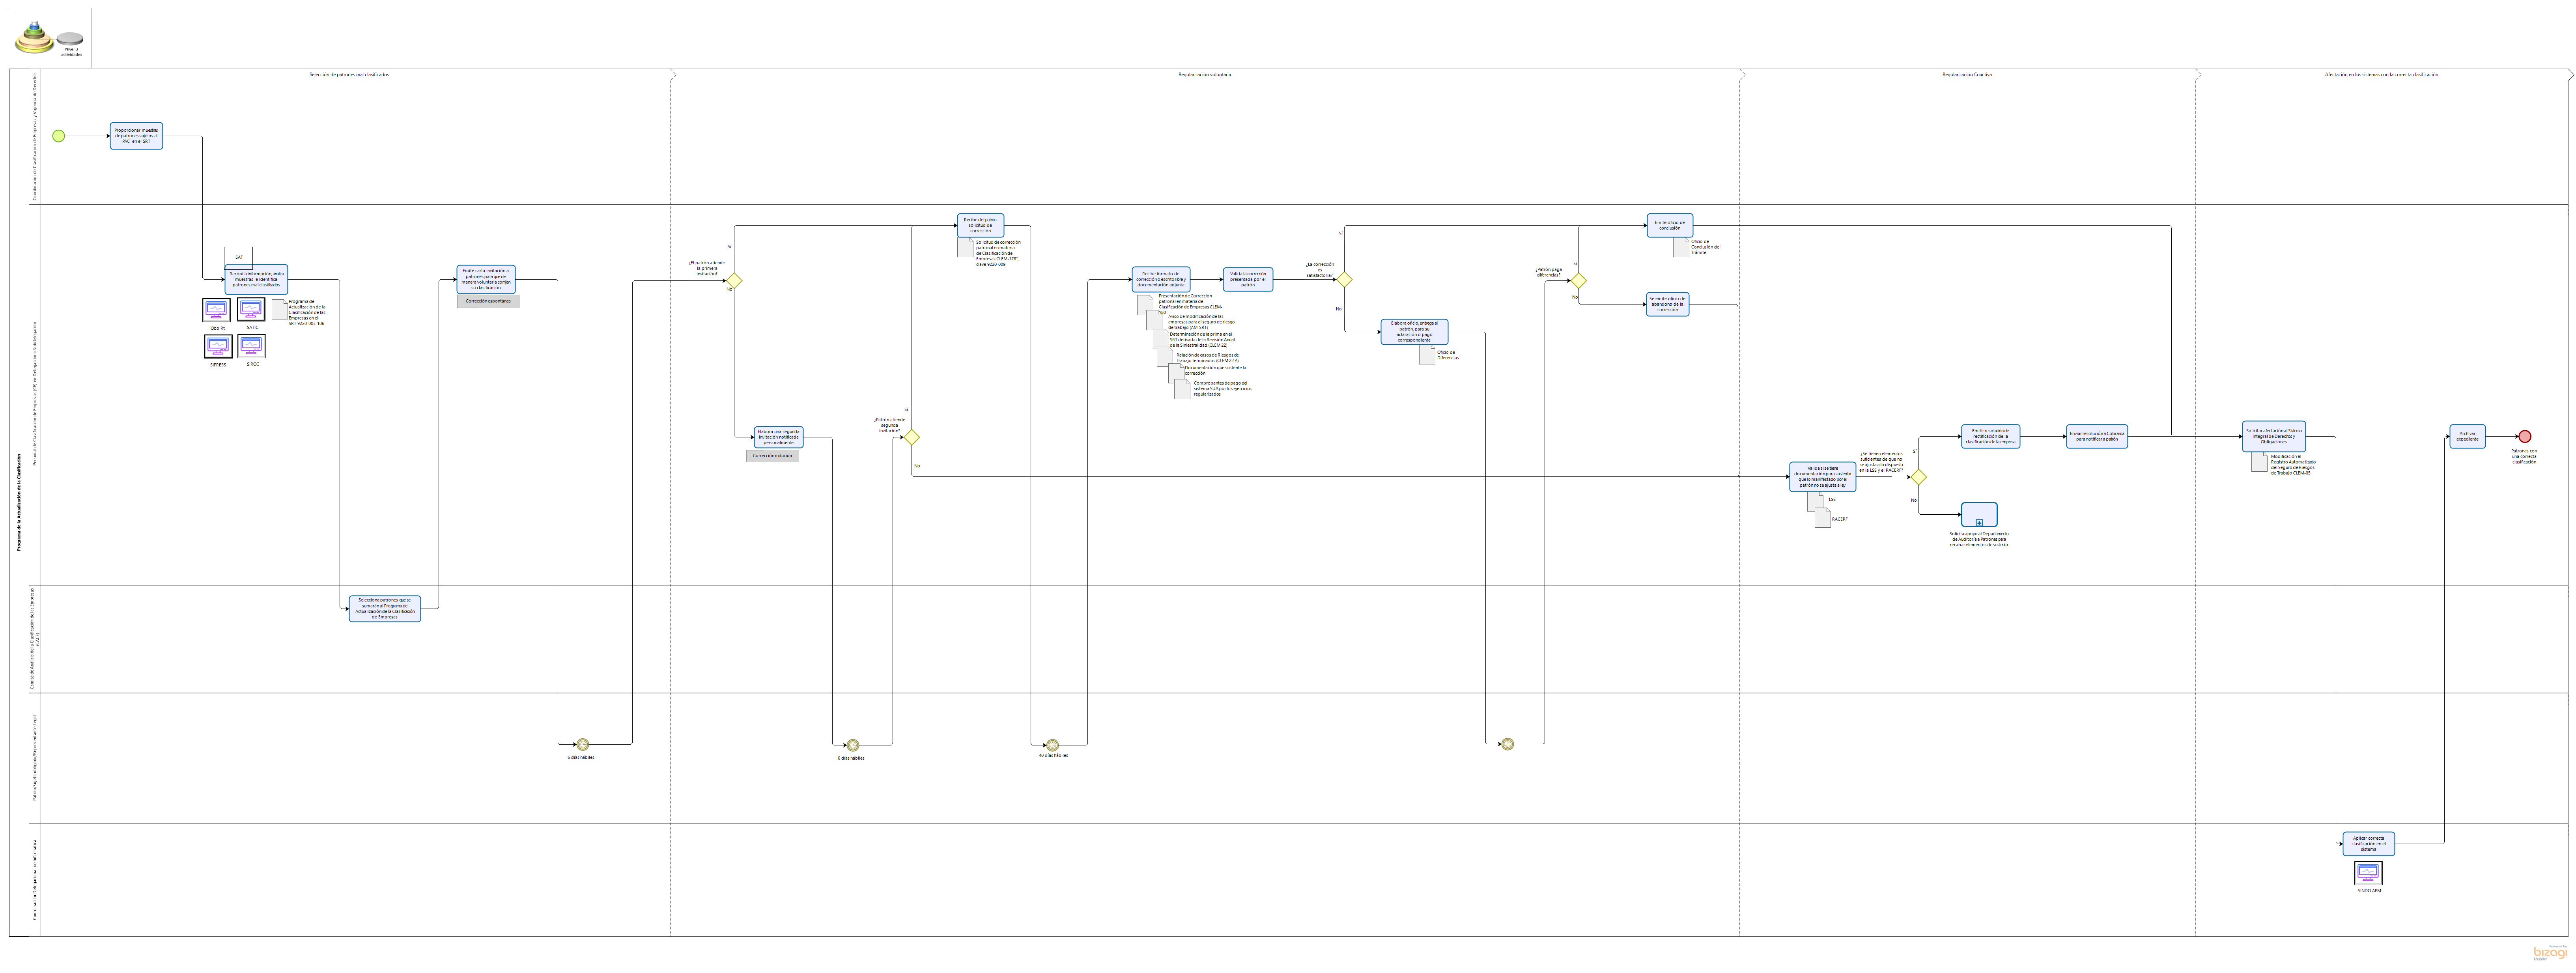 Nivel 3
actividades
Programa de la Actualización de la Clasificación
Selección de patrones mal clasificados
Regularización voluntaria
Regularización Coactiva
Afectación en los sistemas con la correcta clasificación
Coordinación de Clasificación de Empresas y Vigencia de Derechos
Proporcionar muestras
de patrones sujetos al
PAC en el SRT
Personal de Clasificación de Empresas (CE) en Delegación o Subdelegación
SAT
Recopila información, analiza
muestras e identifica
patrones mal clasificados
Qbo Rt
SATIC
SIPRESS
SIROC
Programa de
Actualización de la
Clasificación de las
Empresas en el
SRT 9220-003-106
Emite carta invitación a
patrones para que de
manera voluntaria corrijan
su clasificación
Corrección espontánea
¿El patrón atiende
la primera
invitación?
Sí
No
Elabora una segunda
invitación notificada
personalmente
Corrección inducida
¿Patrón atiende
segunda
invitación?
Sí
No
Recibe del patrón
solicitud de
corrección
Solicitud de corrección
patronal en materia
de Clasificación de
Empresas CLEM-178",
clave 9220-009
Recibe formato de
corrección o escrito libre y
documentación adjunta
Presentación de Corrección
patronal en materia de
Clasificación de Empresas CLEM-
Aviso de modificación de las
empresas para el seguro de riesgo
de trabajo (AM-SRT)
Determinación de la prima en el
SRT derivada de la Revisión Anual
de la Siniestralidad (CLEM 22)
Relación de casos de Riesgos de
Trabajo terminados (CLEM 22 A)
Documentación que sustente la
corrección
Comprobantes de pago del
sistema SUA por los ejercicios
regularizados
Valida la corrección
presentada por el
patrón
¿La corrección
es
satisfactoria?
Sí
No
Elabora oficio, entrega al
patrón, para su
aclaración o pago
correspondiente
Oficio de
Diferencias
¿Patrón paga
diferencias?
Sí
No
Emite oficio de
conclusión
Oficio de
Conclusión del
Trámite
Se emite oficio de
abandono de la
corrección
Valida si se tiene
documentación para sustentar
que lo manifestado por el
patrón no se ajusta a ley
LSS
RACERF
¿Se tienen elementos
suficientes de que no
se ajusta a lo dispuesto
en la LSS y el RACERF?
Sí
No
Emitir resolución de
rectificación de la
clasificación de la empresa
Enviar resolución a Cobranza
para notificar a patrón
Solicita apoyo al Departamento
de Auditoría a Patrones para
recabar elementos de sustento
Solicitar afectación al Sistema
Integral de Derechos y
Obligaciones
Modificación al
Registro Automatizado
del Seguro de Riesgos
de Trabajo CLEM-03
Archivar
expediente
Patrones con
una correcta
clasificación
Comité de Análisis de la Clasificación de las Empresas
(CACE)
Selecciona patrones que se
sumarán al Programa de
Actualización de la Clasificación
de Empresas
Patrón/Sujeto obligado/Representante Legal
6 días hábiles
8 días hábiles
40 días hábiles
Coordinación Delegacional de Informática
Aplicar correcta
clasificación en el
sistema
SINDO APM
Powered by
bizagi
Modeler